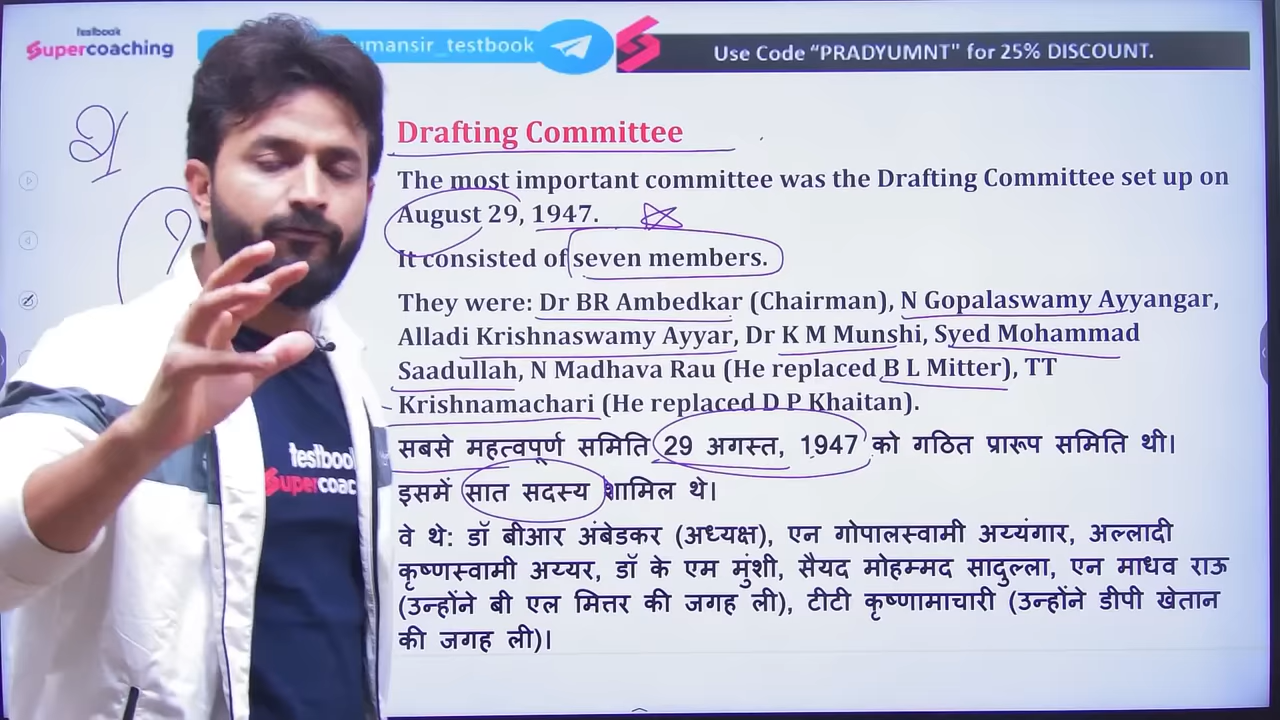 testbook
Supercoaching
umansir_testbook
Use Code "PRADYUMNT" for 25% DISCOUNT.
Drafting Committee
The most important committee was the Drafting Committee set up on
August 29, 1947.
It consisted of seven members.
They were: Dr BR Ambedkar (Chairman), N Gopalaswamy Ayyangar,
Alladi Krishnaswamy Ayyar, Dr K M Munshi, Syed Mohammad
Saadullah, N Madhava Rau (He replaced B L Mitter), TT
Krishnamachari (He replaced D P Khaitan).
सबसे महत्वपूर्ण समिति 29 अगस्त, 1947 को गठित प्रारूप समिति थी।
इसमें सात सदस्य शामिल थे।
वे थे: डॉ बीआर अंबेडकर (अध्यक्ष), एन गोपालस्वामी अय्यंगार, अल्लादी
कृष्णस्वामी अय्यर, डॉ के एम मुंशी, सैयद मोहम्मद सादुल्ला, एन माधव राऊ
(उन्होंने बी एल मित्तर की जगह ली), टीटी कृष्णामाचारी (उन्होंने डीपी खेतान
की जगह ली)।
testbook
Supercoac